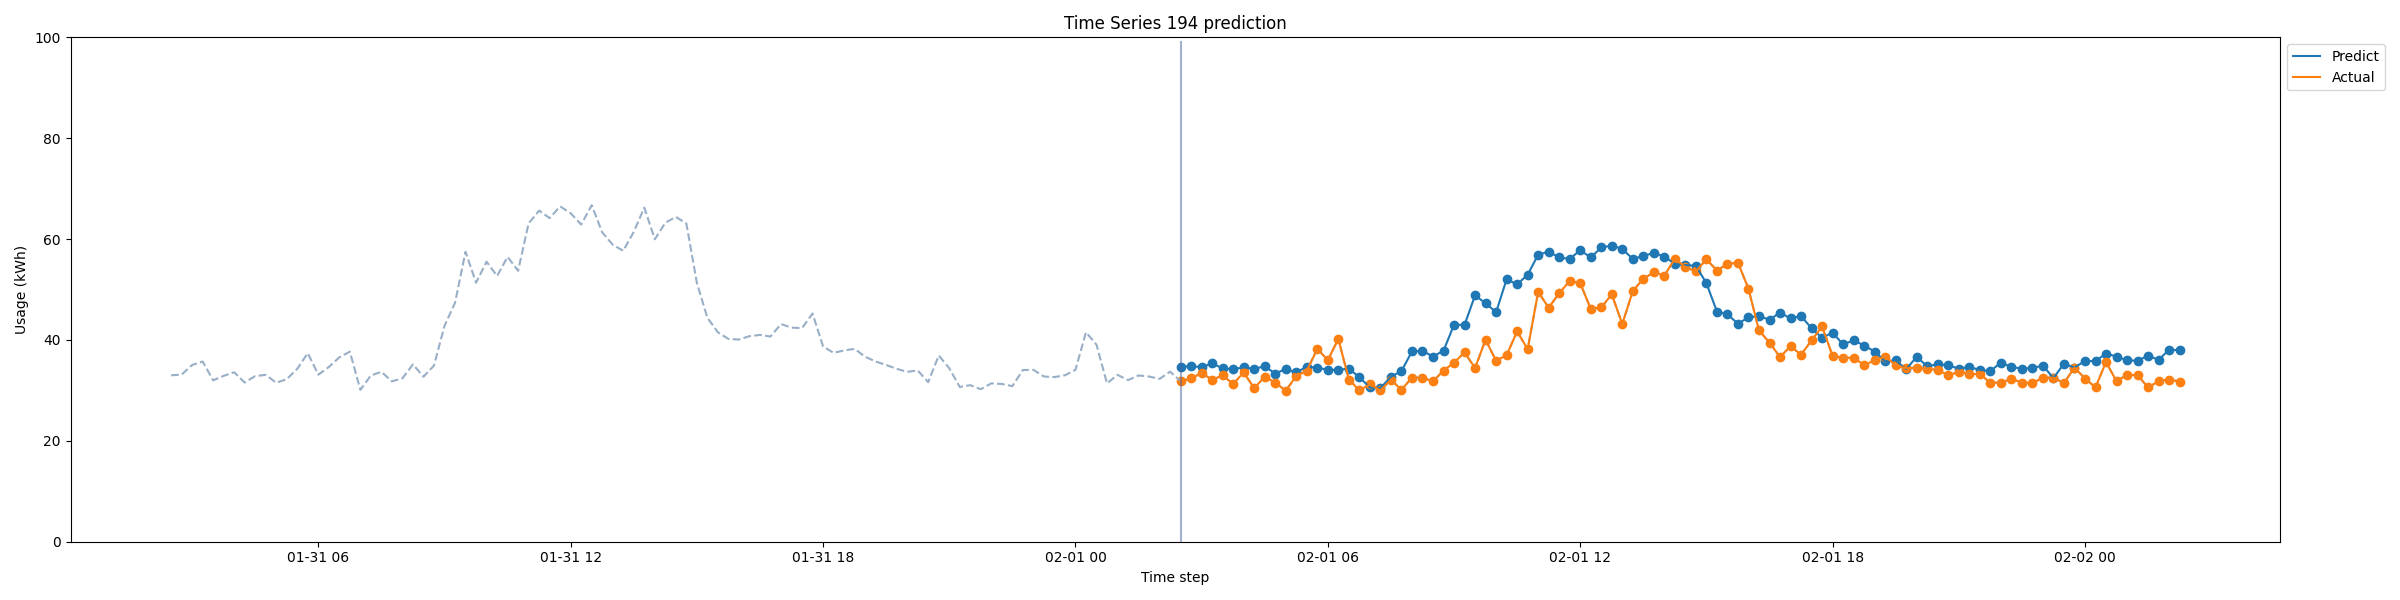 Time Series 194 prediction
100
80
60
40
20
0
Usage (kWh)
01-31 06
01-31 12
01-31 18
02-01 00
02-01 06
02-01 12
02-01 18
02-02 00
Time step
Predict
Actual